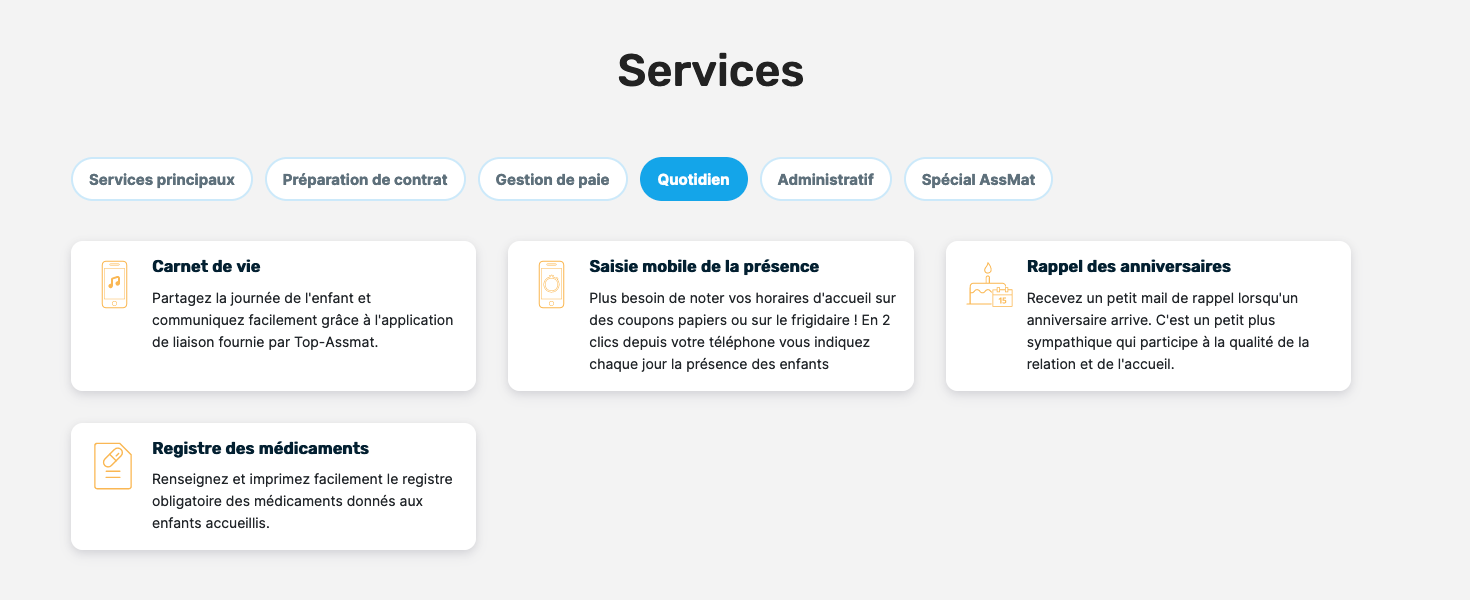 Services
Services principaux
Préparation de contrat
Gestion de paie
Quotidien
Administratif
Spécial AssMat
Carnet de vie
Partagez la journée de l'enfant et
communiquez facilement grâce à l'application
de liaison fournie par Top-Assmat.
Saisie mobile de la présence
Plus besoin de noter vos horaires d'accueil sur
des coupons papiers ou sur le frigidaire ! En 2
clics depuis votre téléphone vous indiquez
chaque jour la présence des enfants
15
Rappel des anniversaires
Recevez un petit mail de rappel lorsqu'un
anniversaire arrive. C'est un petit plus
sympathique qui participe à la qualité de la
relation et de l'accueil.
Registre des médicaments
Renseignez et imprimez facilement le registre
obligatoire des médicaments donnés aux
enfants accueillis.